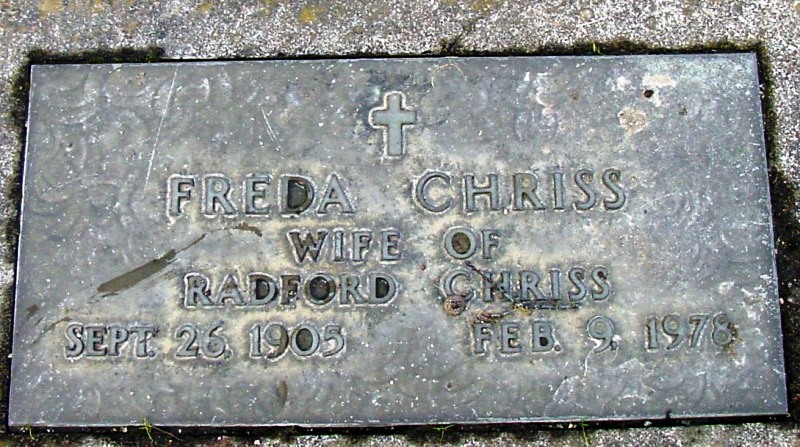 FREDA CHRISS
WIFE OF
RADFORD CHRISS
SEPT. 26, 1905 FEB. 9, 1978